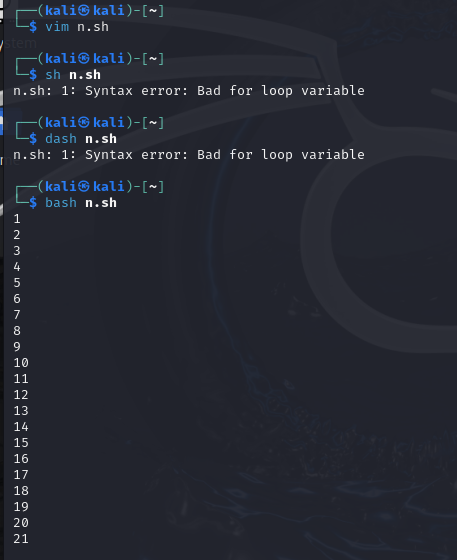 ┌──(kali㉿kali)-[~]
└─$ vim n.sh
┌──(kali㉿kali)-[~]
└─$ sh n.sh
n.sh: 1: Syntax error: Bad for loop variable
┌──(kali㉿kali)-[~]
└─$ dash n.sh
n.sh: 1: Syntax error: Bad for loop variable
┌──(kali㉿kali)-[~]
└─$ bash n.sh
1
2
3
4
5
6
7
8
9
10
11
12
13
14
15
16
17
18
19
20
21